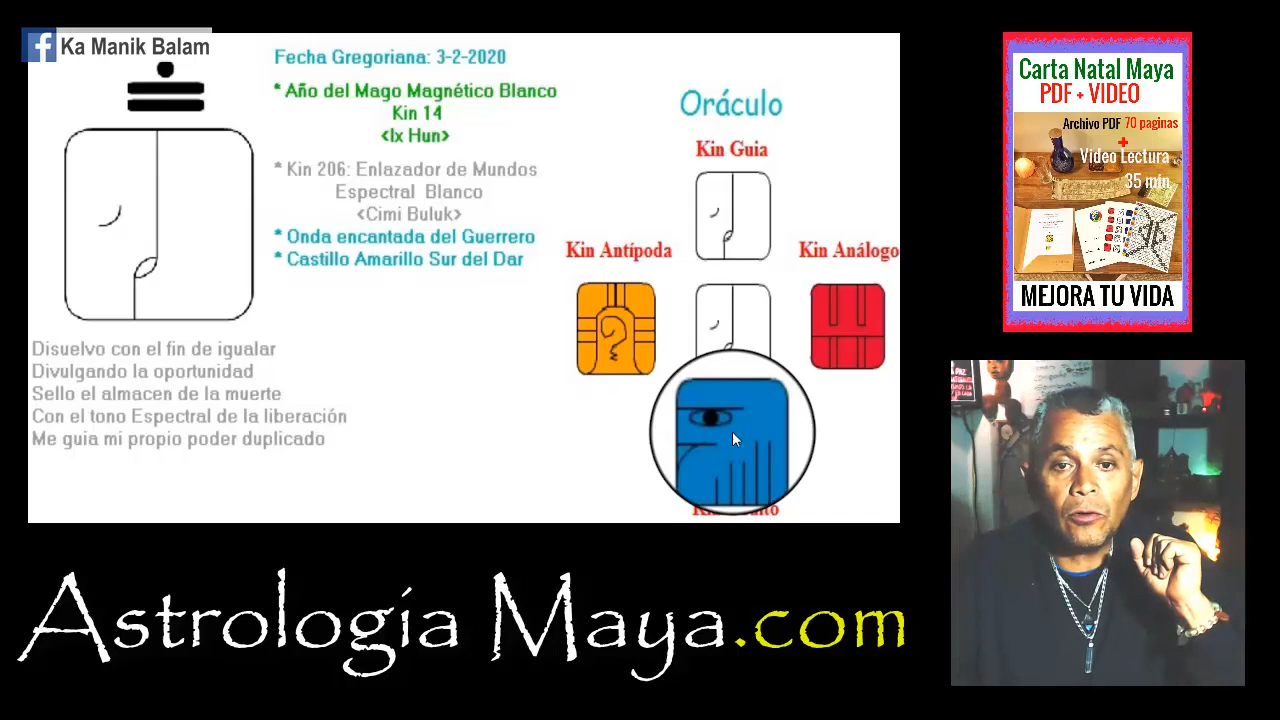 Ka Manik Balam
Fecha Gregoriana: 3-2-2020
* Año del Mago Magnético Blanco
Kin 14
<Ix Hun>
* Kin 206: Enlazador de Mundos
Espectral Blanco
<Cimi Buluk>
* Onda encantada del Guerrero
* Castillo Amarillo Sur del Dar
Disuelvo con el fin de igualar
Divulgando la oportunidad
Sello el almacen de la muerte
Con el tono Espectral de la liberación
Me guia mi propio poder duplicado
Oráculo
Kin Guia
Kin Antípoda
Kin Análogo
Carta Natal Maya
PDF + VIDEO
Archivo PDF 70 paginas
+
Video Lectura
35 min.
MEJORA TU VIDA
Astrología Maya.com